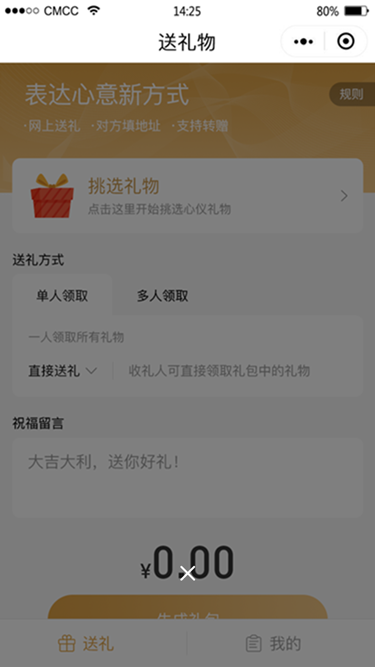 CMCC
14:25
80%
送礼物
表达心意新方式
规则
·网上送礼 ·对方填地址 ·支持转赠
挑选礼物
点击这里开始挑选心仪礼物
送礼方式
单人领取 多人领取
一人领取所有礼物
直接送礼 收礼人可直接领取礼包中的礼物
祝福留言
大吉大利，送你好礼！
¥0.00
生成礼包
送礼 我的